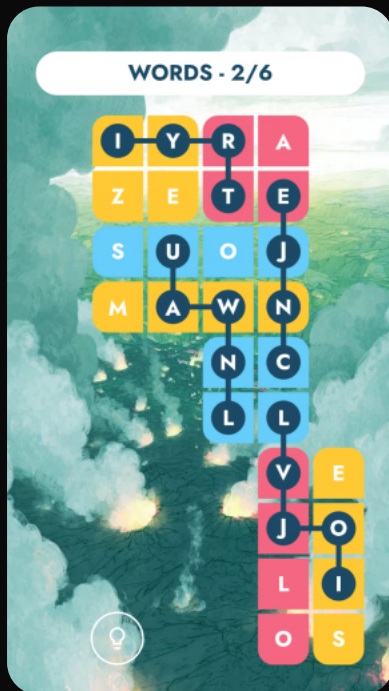 WORDS - 2/6
I Y R A
Z E T E
S U O J
M A W N
N C
L L
V E
J O
L I
O S